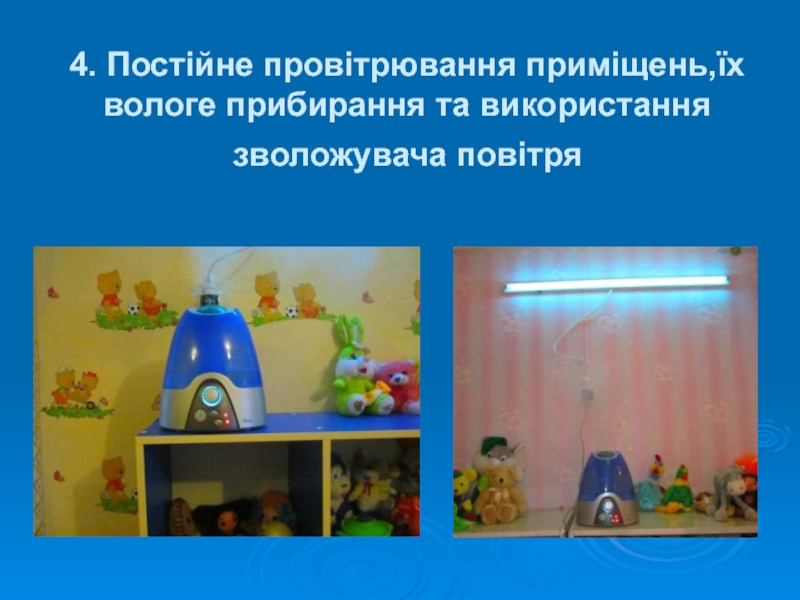 4. Постійне провітрювання приміщень,їх
вологе прибирання та використання
зволожувача повітря